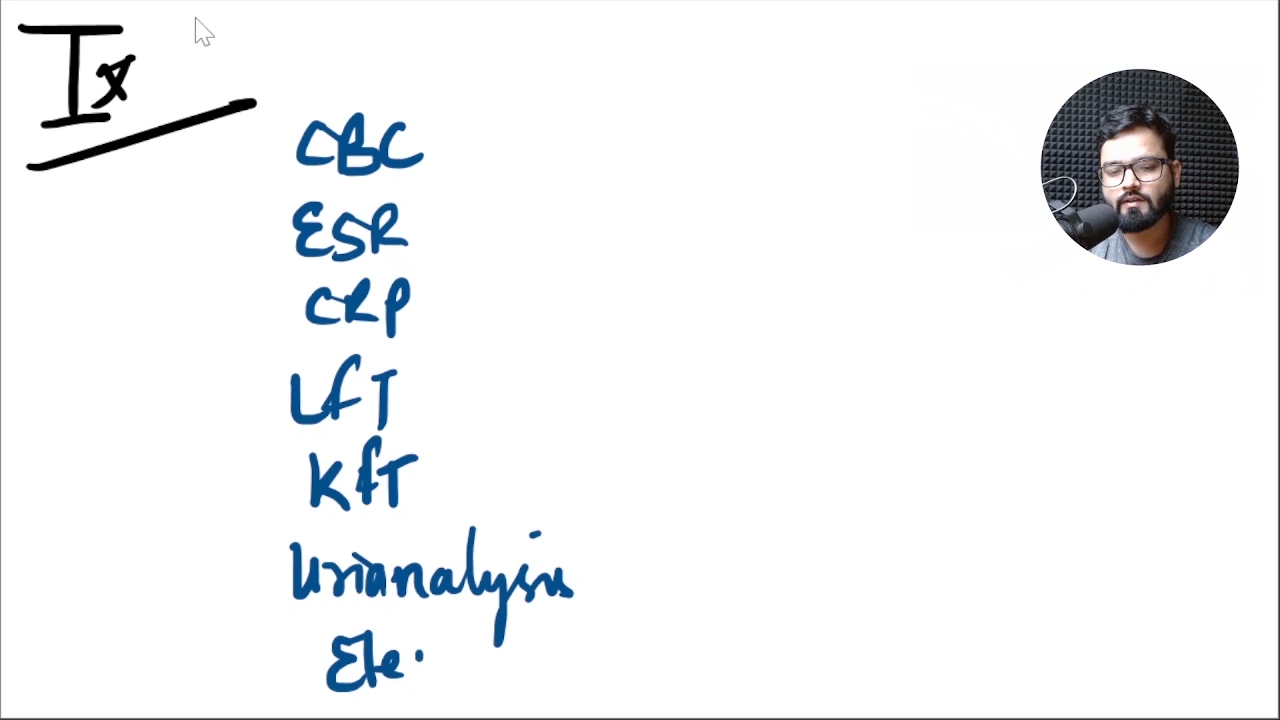 Ix
CBC
ESR
CRP
LFT
KFT
Urianalysis
Ele.